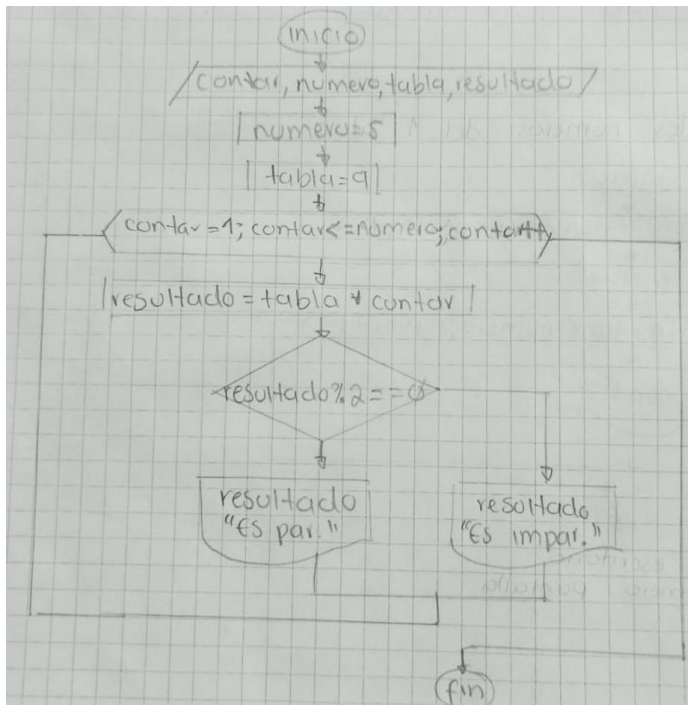 inicio
contar, numero, tabla, resultado
numero=5
tabla=9
contar=1; contar<=numero; contar++
resultado = tabla * contar
resultado%2==0
resultado
"Es par."
resultado
"Es impar."
fin